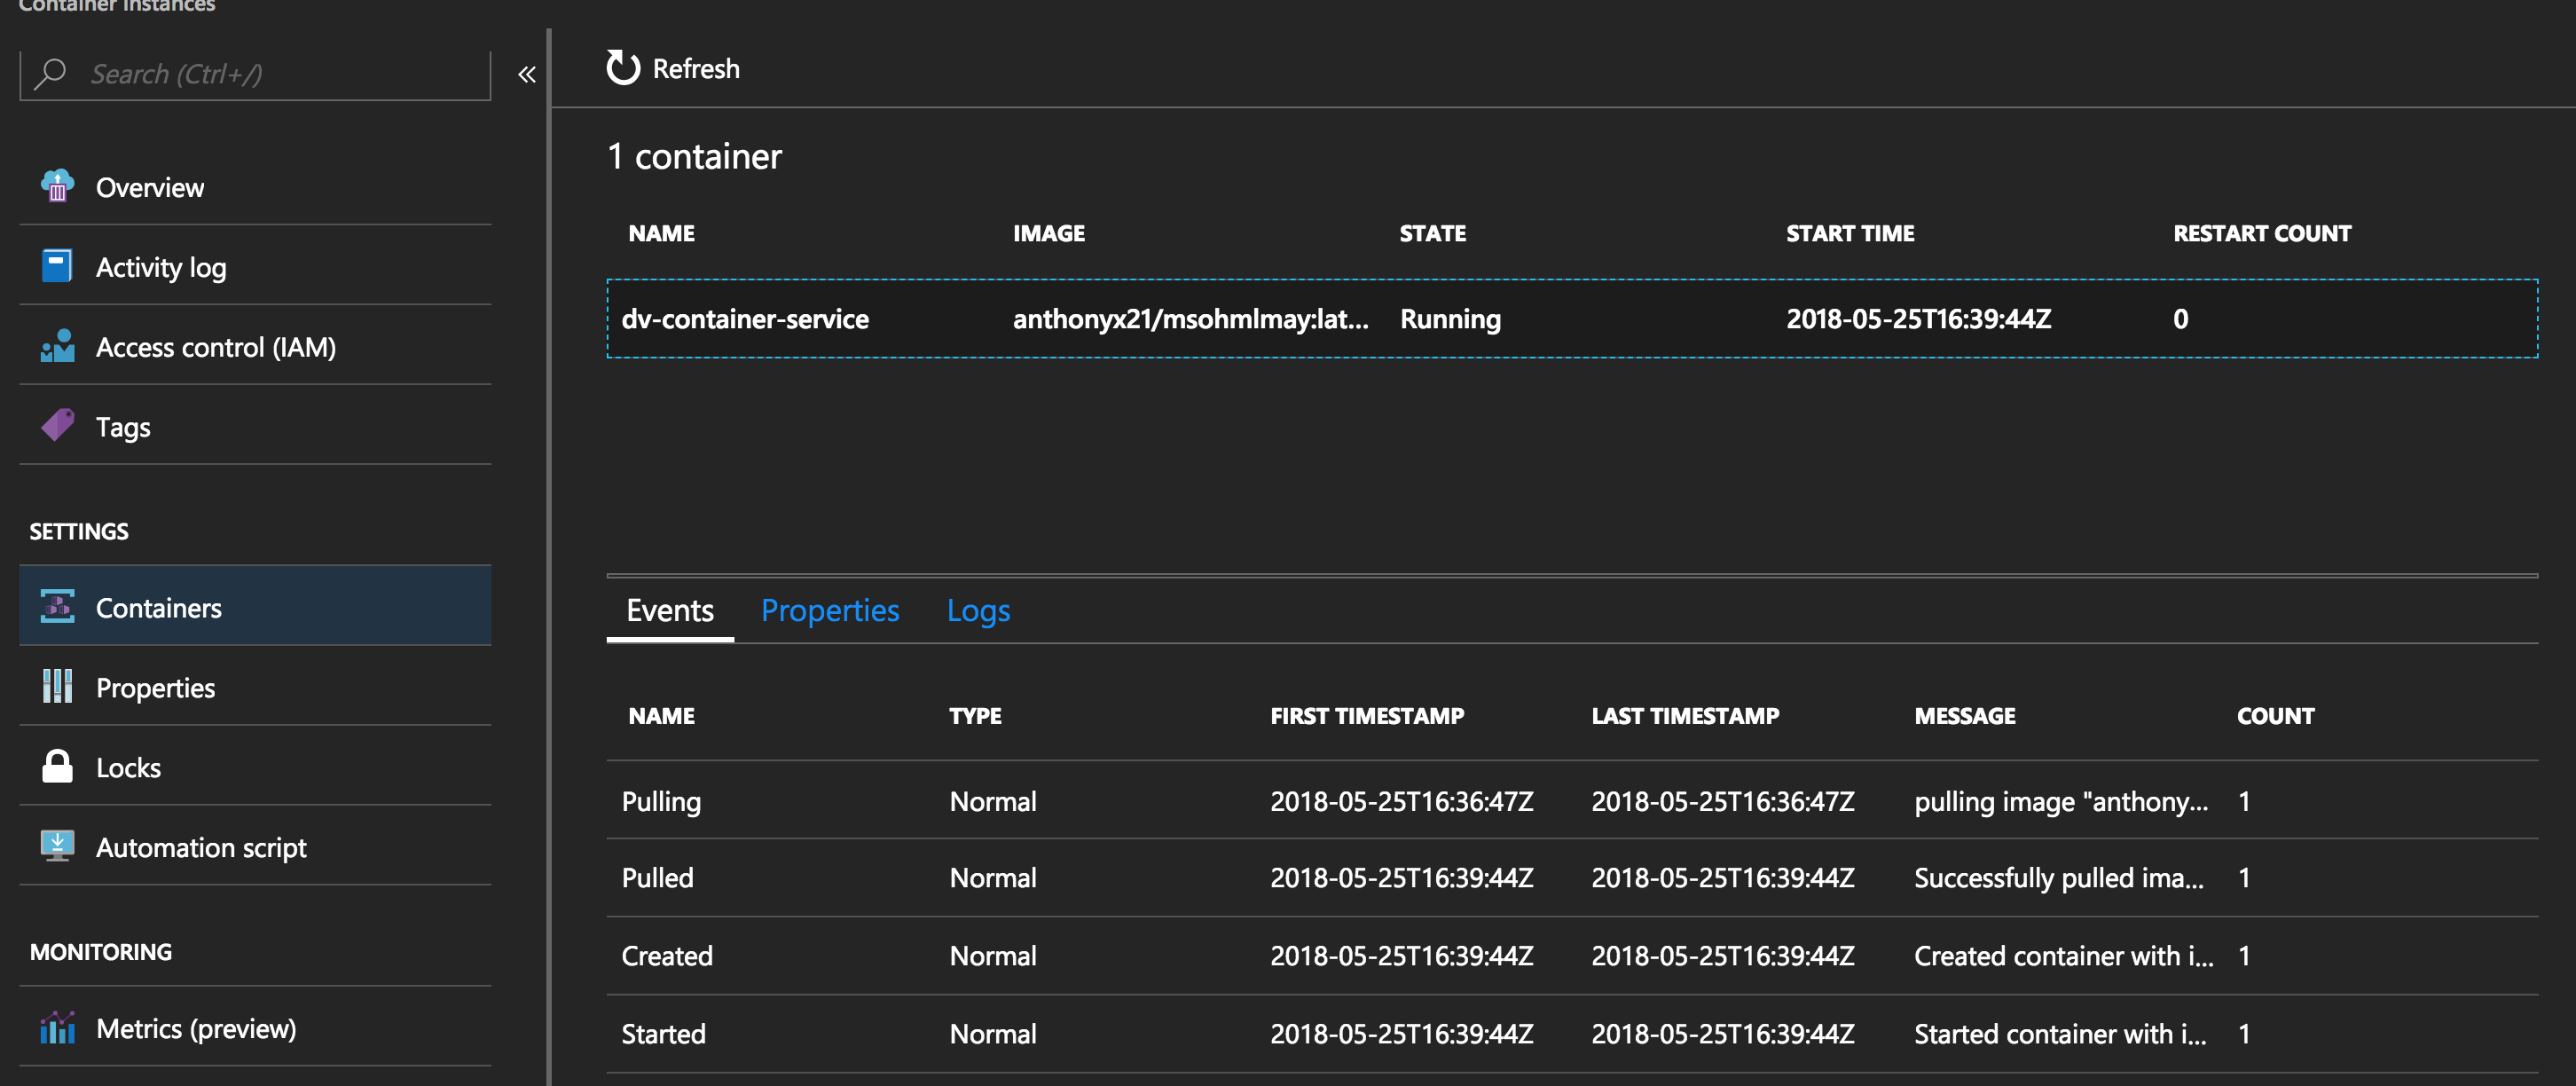 Container Instances
Search (Ctrl+/)
«
Overview
Activity log
Access control (IAM)
Tags
SETTINGS
Containers
Properties
Locks
Automation script
MONITORING
Metrics (preview)
Refresh
1 container
NAME IMAGE STATE START TIME RESTART COUNT
dv-container-service anthonyx21/msohmlmay:lat... Running 2018-05-25T16:39:44Z 0
Events Properties Logs
NAME TYPE FIRST TIMESTAMP LAST TIMESTAMP MESSAGE COUNT
Pulling Normal 2018-05-25T16:36:47Z 2018-05-25T16:36:47Z pulling image "anthony... 1
Pulled Normal 2018-05-25T16:39:44Z 2018-05-25T16:39:44Z Successfully pulled ima... 1
Created Normal 2018-05-25T16:39:44Z 2018-05-25T16:39:44Z Created container with i... 1
Started Normal 2018-05-25T16:39:44Z 2018-05-25T16:39:44Z Started container with i... 1